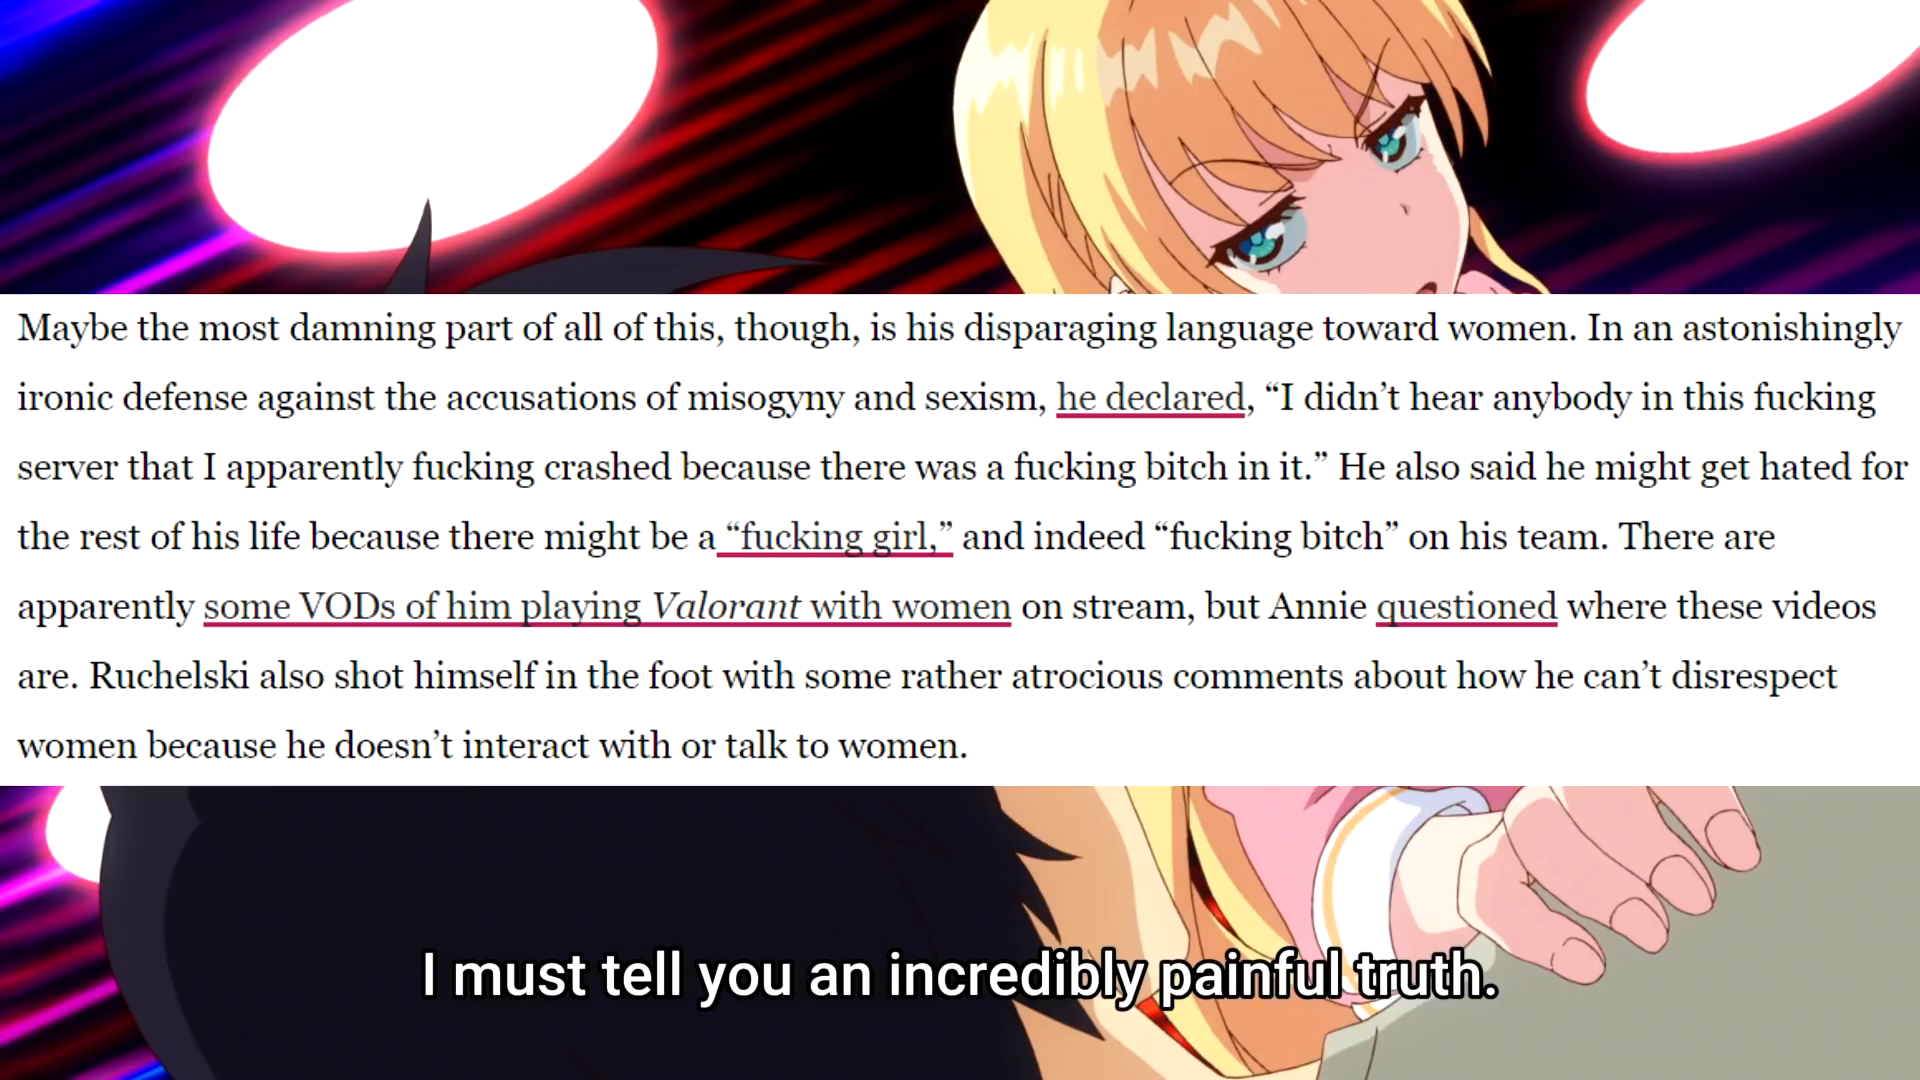 Maybe the most damning part of all of this, though, is his disparaging language toward women. In an astonishingly
ironic defense against the accusations of misogyny and sexism, he declared, “I didn’t hear anybody in this fucking
server that I apparently fucking crashed because there was a fucking bitch in it.” He also said he might get hated for
the rest of his life because there might be a “fucking girl,” and indeed “fucking bitch” on his team. There are
apparently some VODs of him playing Valorant with women on stream, but Annie questioned where these videos
are. Ruchelski also shot himself in the foot with some rather atrocious comments about how he can’t disrespect
women because he doesn’t interact with or talk to women.
I must tell you an incredibly painful truth.